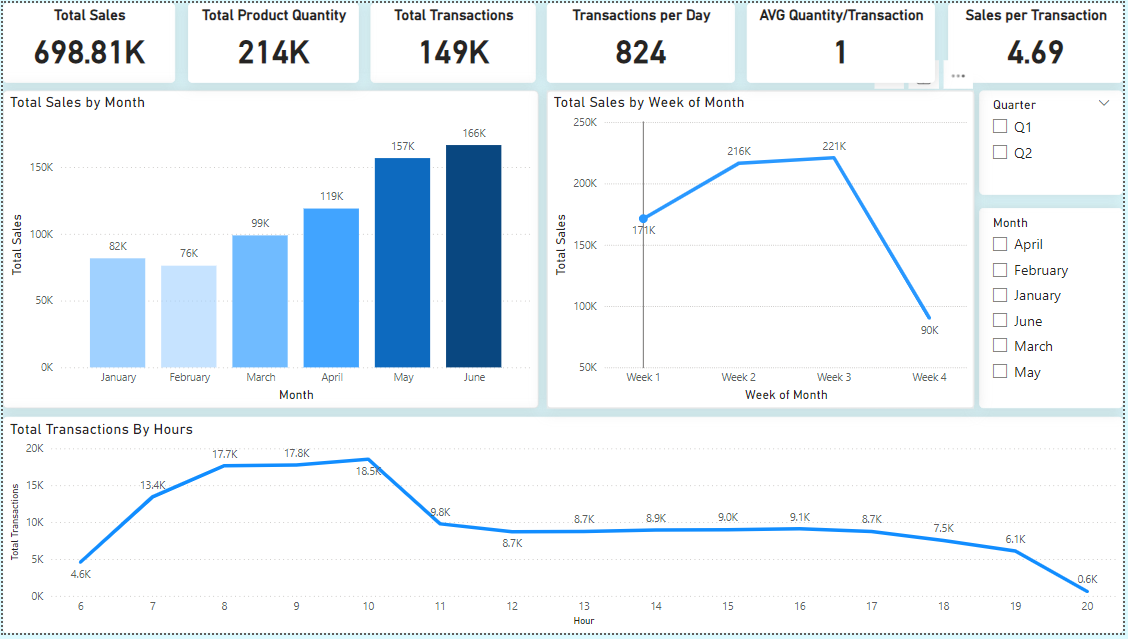 Total Sales
698.81K
Total Product Quantity
214K
Total Transactions
149K
Transactions per Day
824
AVG Quantity/Transaction
1
Sales per Transaction
4.69
Total Sales by Month
Total Sales
150K
100K
50K
0K
82K
76K
99K
119K
157K
166K
January
February
March
April
May
June
Month
Total Sales by Week of Month
Total Sales
250K
200K
150K
100K
50K
171K
216K
221K
90K
Week 1
Week 2
Week 3
Week 4
Week of Month
Quarter
Q1
Q2
Month
April
February
January
June
March
May
Total Transactions By Hours
Total Transactions
20K
15K
10K
5K
0K
4.6K
13.4K
17.7K
17.8K
18.5K
9.8K
8.7K
8.7K
8.9K
9.0K
9.1K
8.7K
7.5K
6.1K
0.6K
6
7
8
9
10
11
12
13
14
15
16
17
18
19
20
Hour